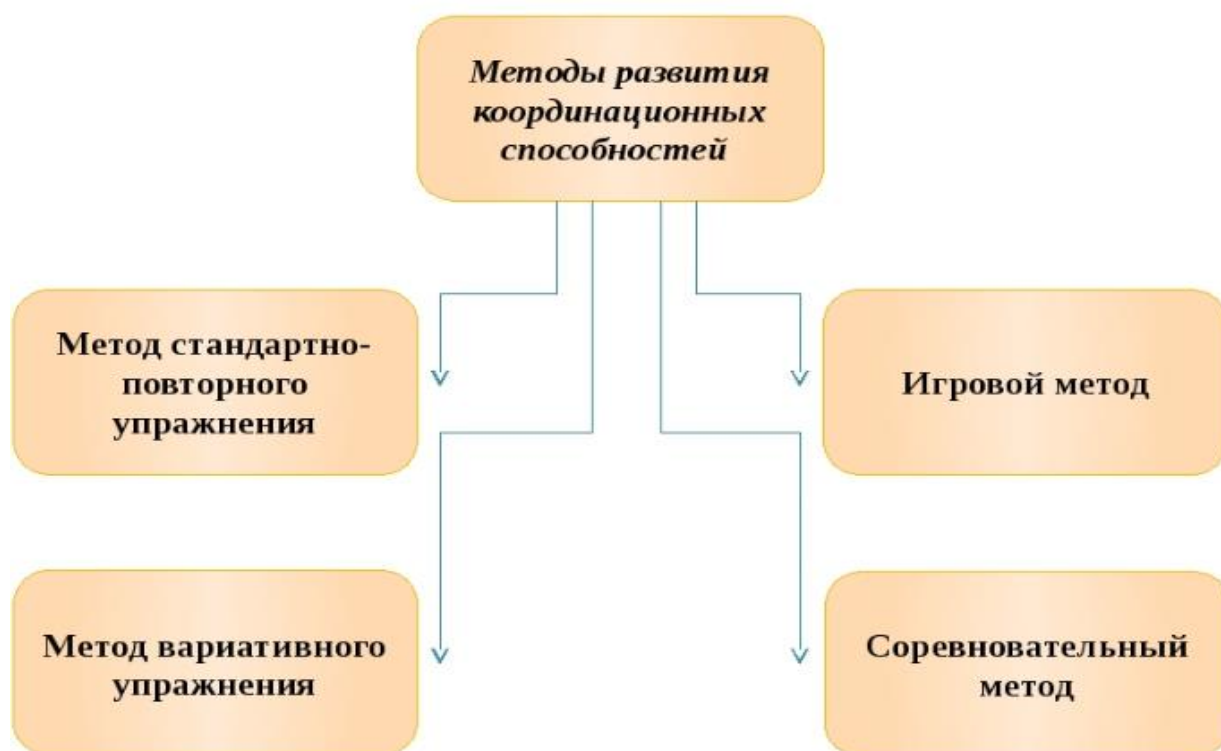 Методы развития
координационных
способностей
Метод стандартно-
повторного
упражнения
Игровой метод
Метод вариативного
упражнения
Соревновательный
метод